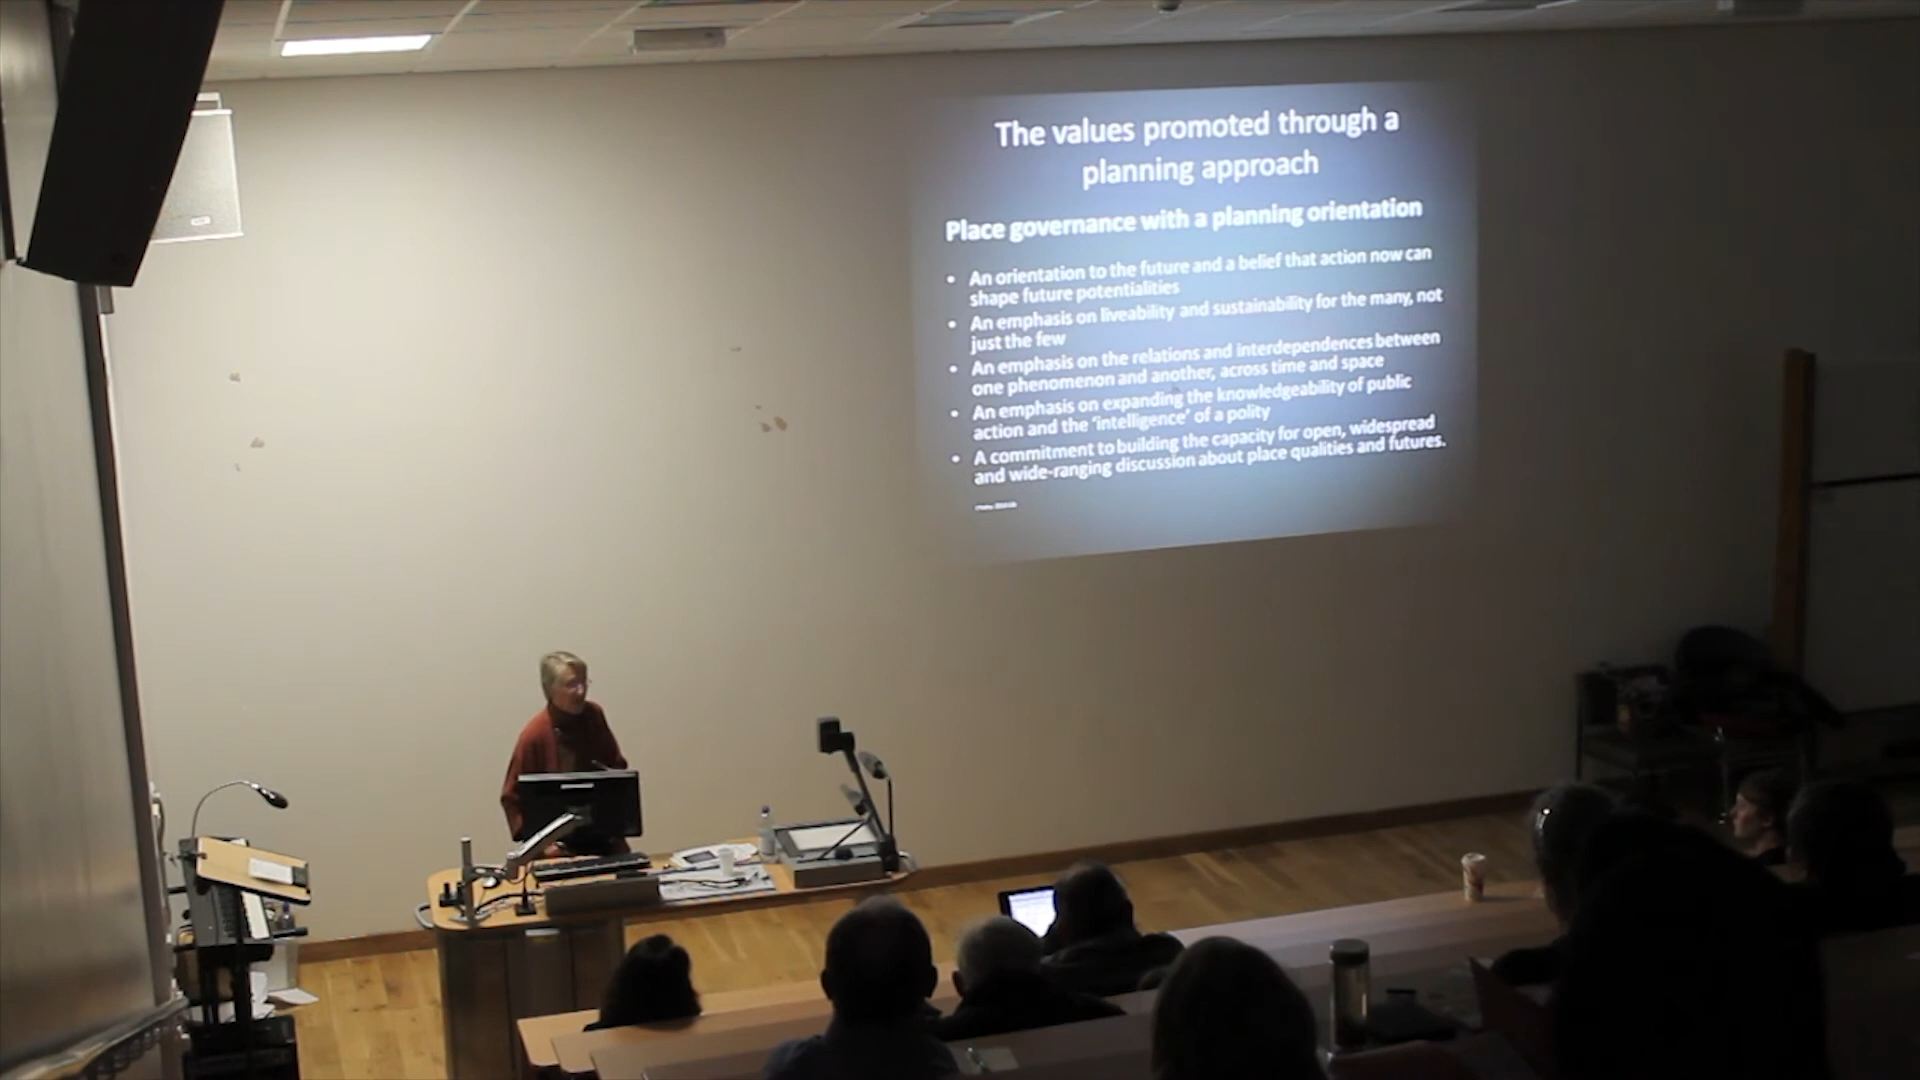 The values promoted through a
planning approach
Place governance with a planning orientation
• An orientation to the future and a belief that action now can
shape future potentialities
• An emphasis on liveability and sustainability for the many, not
just the few
• An emphasis on the relations and interdependences between
one phenomenon and another, across time and space
• An emphasis on expanding the knowledgeability of public
action and the ‘intelligence’ of a polity
• A commitment to building the capacity for open, widespread
and wide-ranging discussion about place qualities and futures.